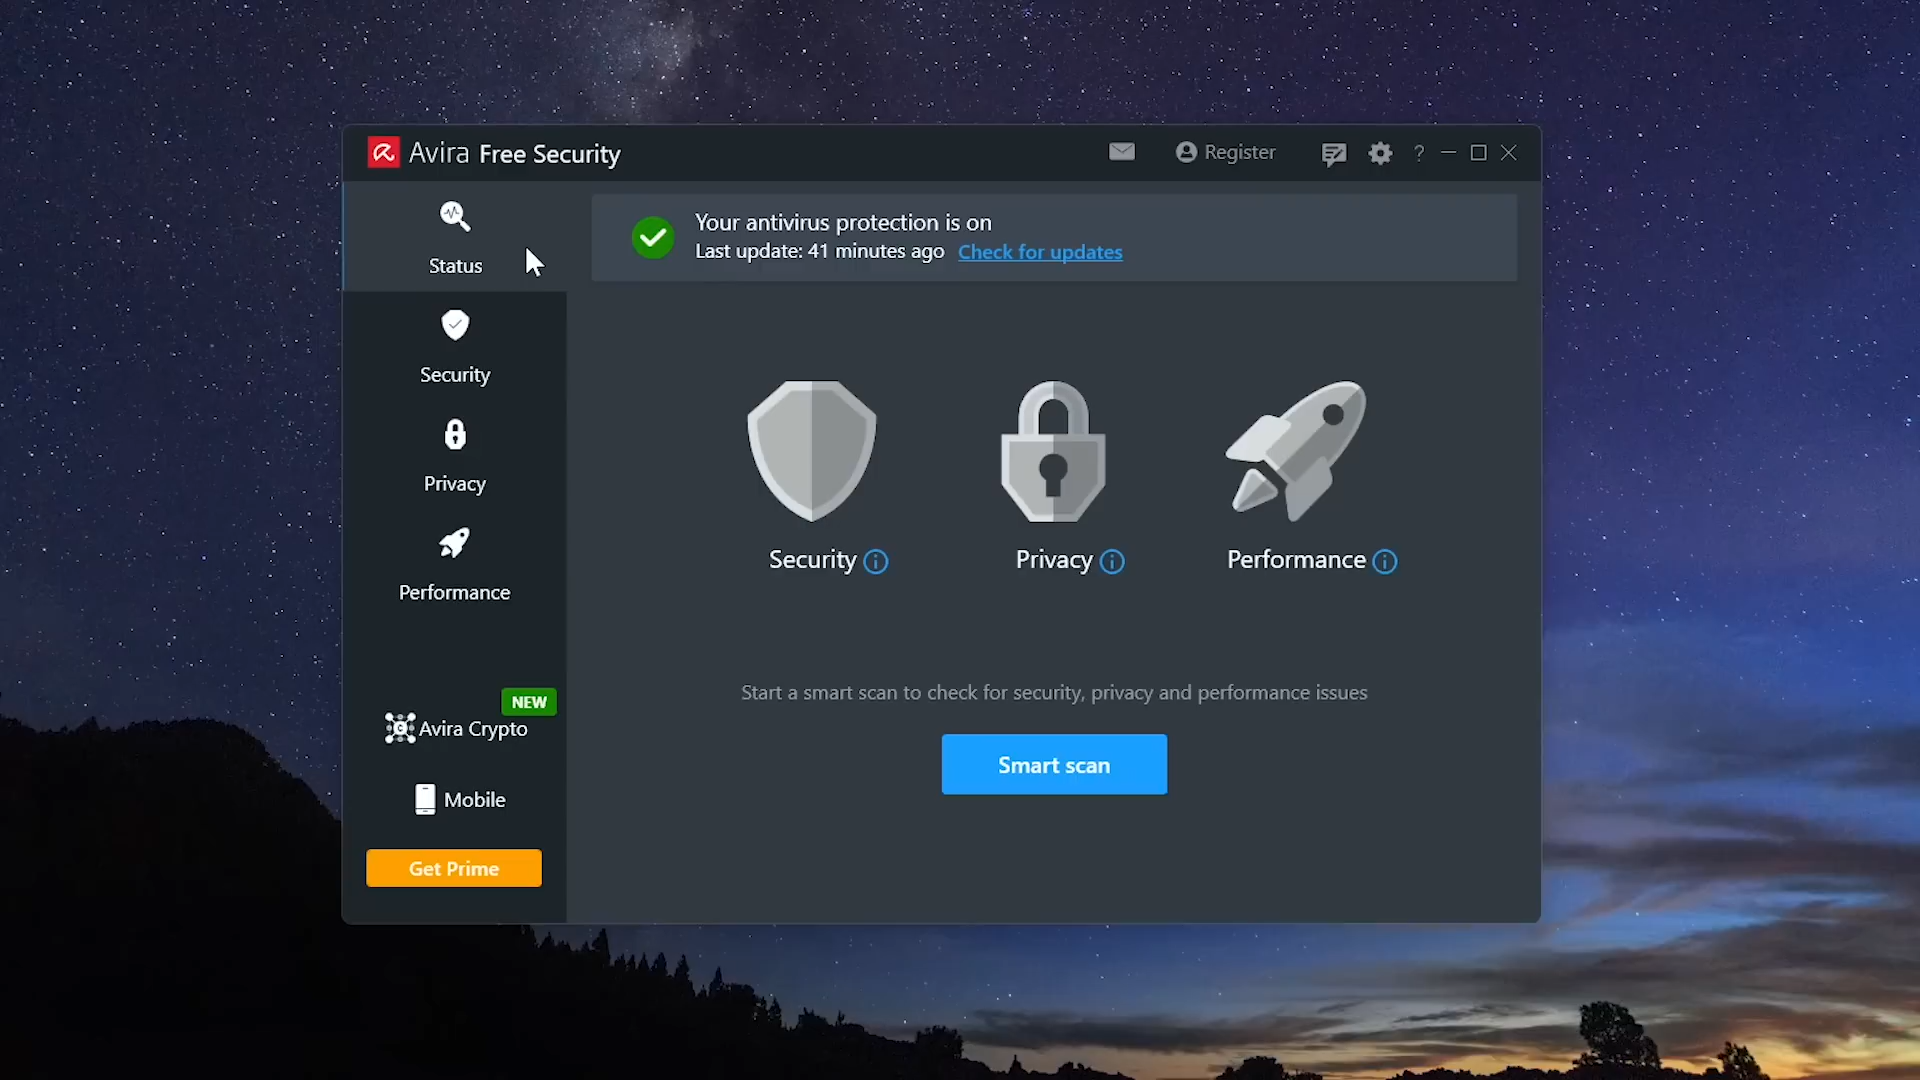 Avira Free Security
Register
?
Status
Security
Privacy
Performance
NEW
Avira Crypto
Mobile
Get Prime
Your antivirus protection is on
Last update: 41 minutes ago Check for updates
Security
Privacy
Performance
Start a smart scan to check for security, privacy and performance issues
Smart scan